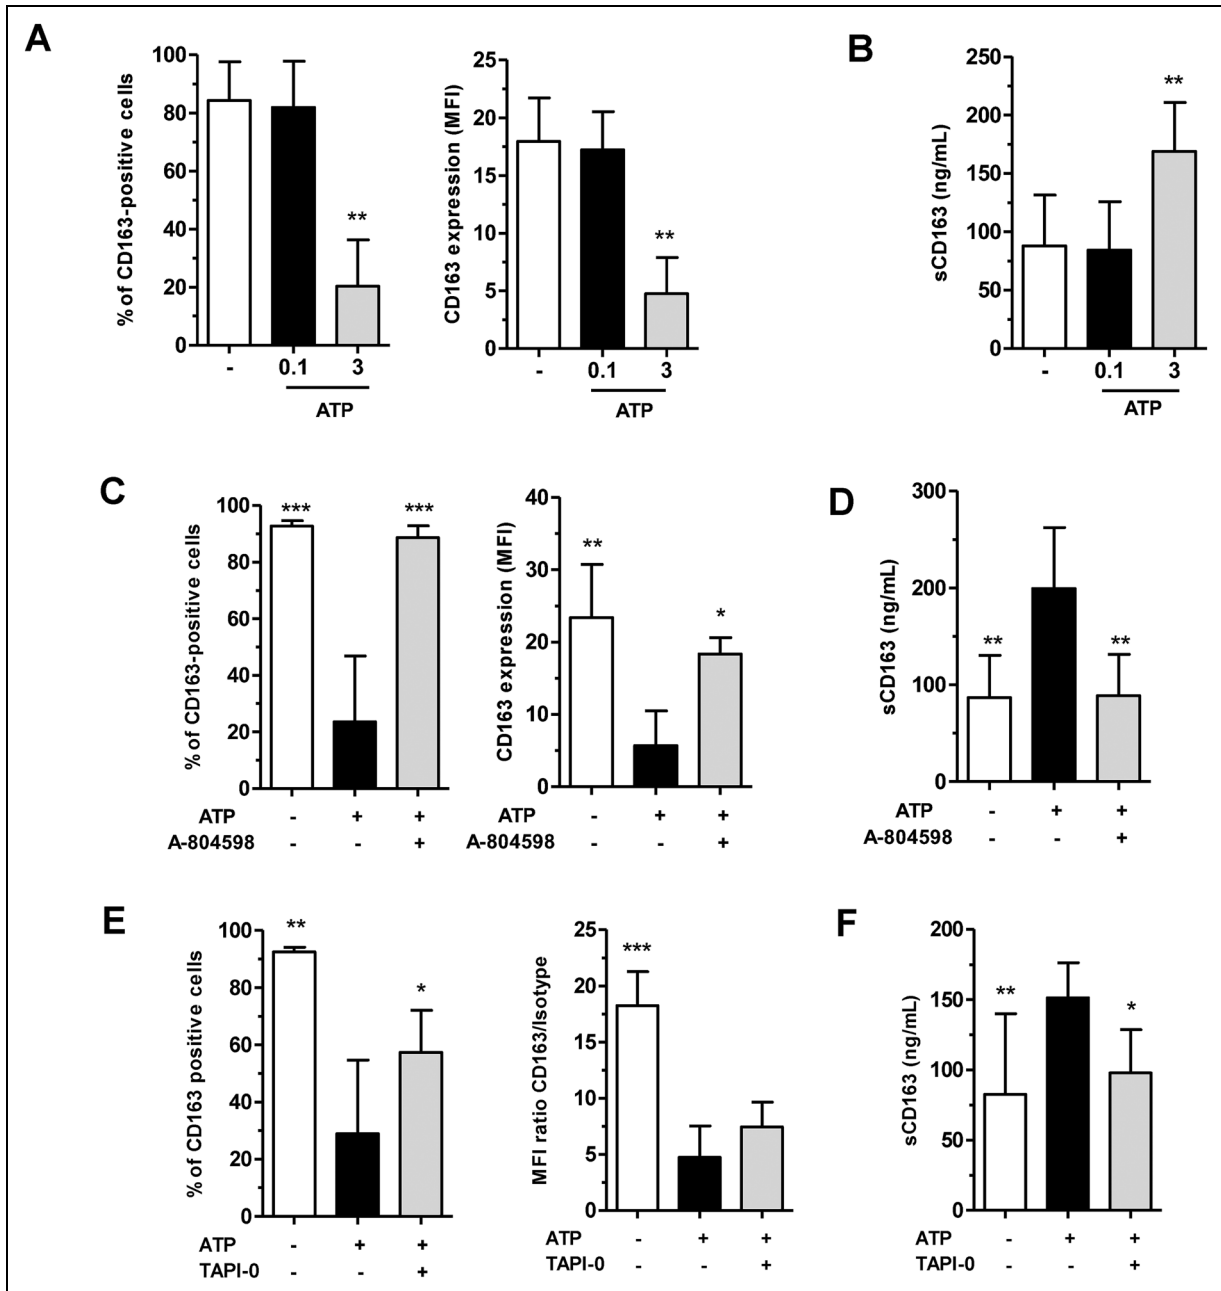 A
% of CD163-positive cells
100
80
60
40
20
0
**
- 0.1 3
ATP
CD163 expression (MFI)
25
20
15
10
5
0
**
- 0.1 3
ATP
B
sCD163 (ng/mL)
250
200
150
100
50
0
**
- 0.1 3
ATP
C
% of CD163-positive cells
100
80
60
40
20
0
*** ***
ATP - + +
A-804598 - - +
CD163 expression (MFI)
40
30
20
10
0
** *
ATP - + +
A-804598 - - +
D
sCD163 (ng/mL)
300
200
100
0
** **
ATP - + +
A-804598 - - +
E
% of CD163 positive cells
100
80
60
40
20
0
** *
ATP - + +
TAPI-0 - - +
MFI ratio CD163/Isotype
25
20
15
10
5
0
***
ATP - + +
TAPI-0 - - +
F
sCD163 (ng/mL)
200
150
100
50
0
** *
ATP - + +
TAPI-0 - - +